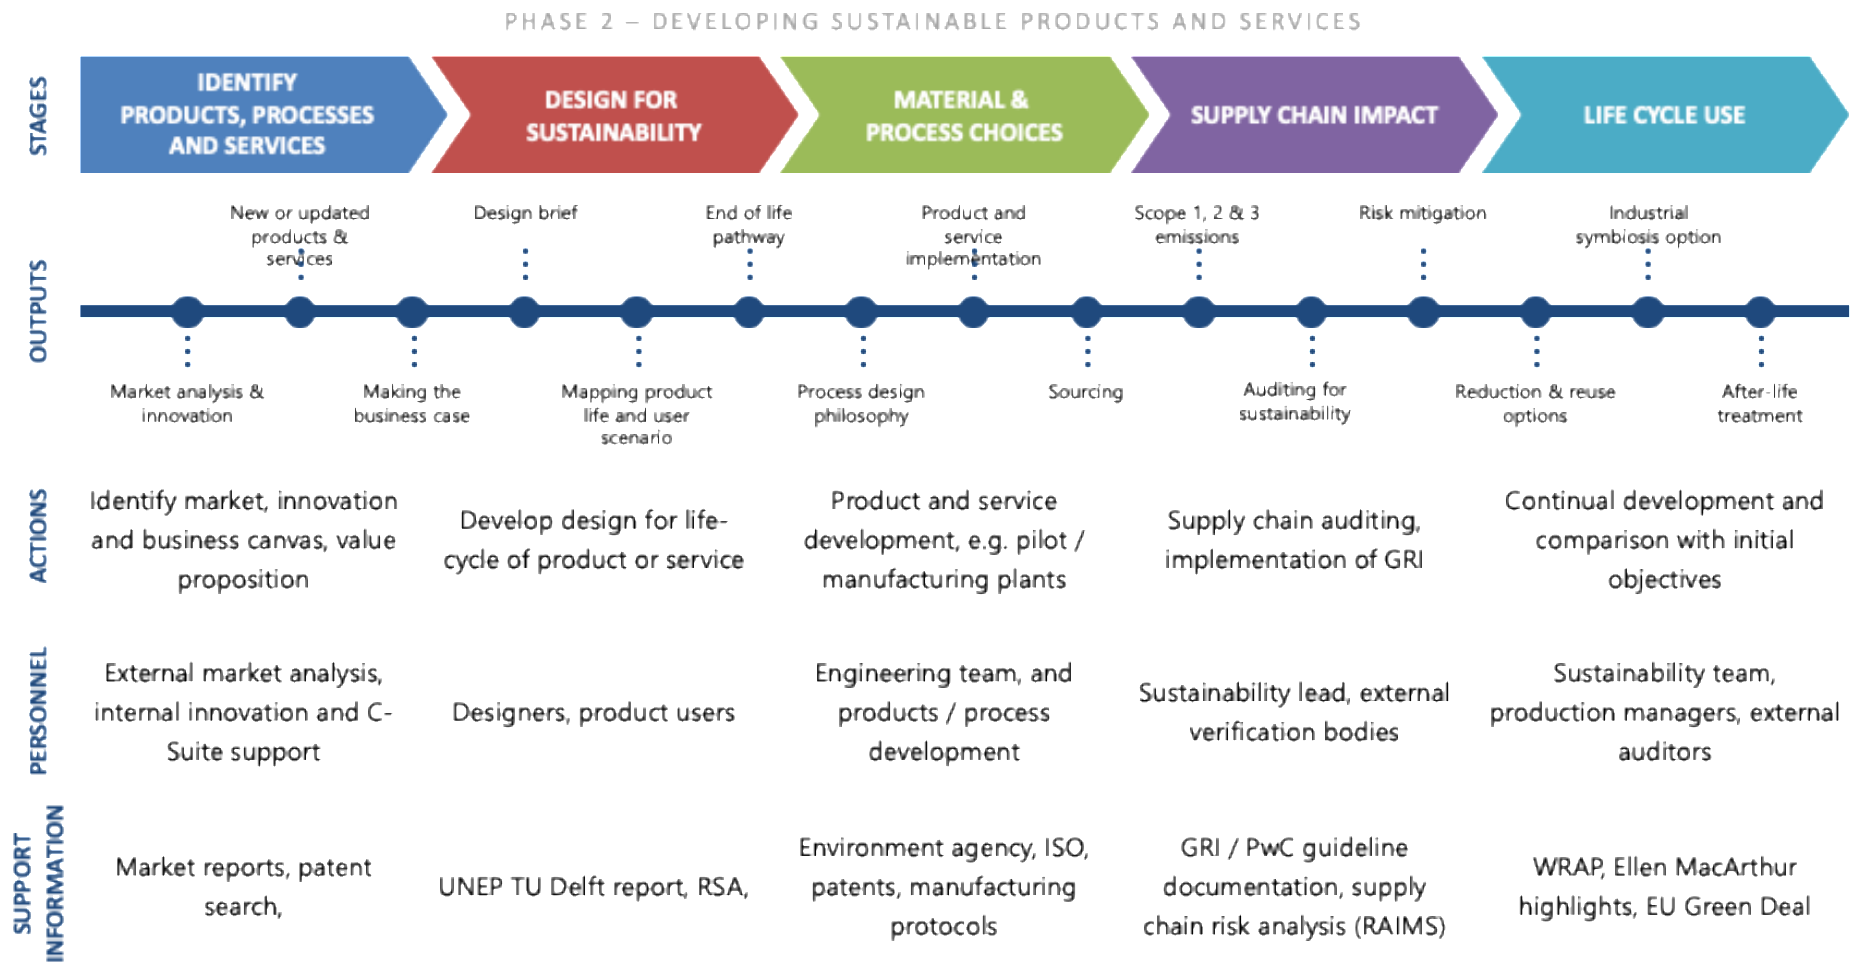 PHASE 2 – DEVELOPING SUSTAINABLE PRODUCTS AND SERVICES
STAGES
IDENTIFY
PRODUCTS, PROCESSES
AND SERVICES
DESIGN FOR
SUSTAINABILITY
MATERIAL &
PROCESS CHOICES
SUPPLY CHAIN IMPACT
LIFE CYCLE USE
OUTPUTS
New or updated
products &
services
Design brief
End of life
pathway
Product and
service
implementation
Scope 1, 2 & 3
emissions
Risk mitigation
Industrial
symbiosis option
Market analysis &
innovation
Making the
business case
Mapping product
life and user
scenario
Process design
philosophy
Sourcing
Auditing for
sustainability
Reduction & reuse
options
After-life
treatment
ACTIONS
Identify market, innovation
and business canvas, value
proposition
Develop design for life-
cycle of product or service
Product and service
development, e.g. pilot /
manufacturing plants
Supply chain auditing,
implementation of GRI
Continual development and
comparison with initial
objectives
PERSONNEL
External market analysis,
internal innovation and C-
Suite support
Designers, product users
Engineering team, and
products / process
development
Sustainability lead, external
verification bodies
Sustainability team,
production managers, external
auditors
SUPPORT
INFORMATION
Market reports, patent
search,
UNEP TU Delft report, RSA,
Environment agency, ISO,
patents, manufacturing
protocols
GRI / PwC guideline
documentation, supply
chain risk analysis (RAIMS)
WRAP, Ellen MacArthur
highlights, EU Green Deal